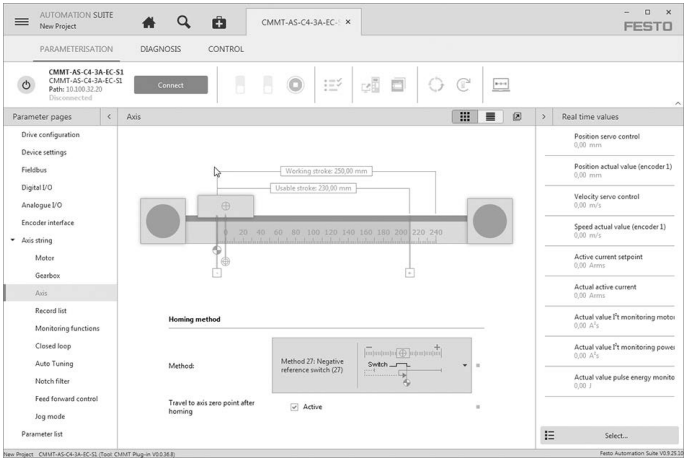 AUTOMATION SUITE
New Project
CMMT-AS-C4-3A-EC-S ×
FESTO
PARAMETERISATION DIAGNOSIS CONTROL
CMMT-AS-C4-3A-EC-S1
CMMT-AS-C4-3A-EC-S1
Path: 10.100.32.20
Disconnected
Connect
Parameter pages
Axis
Real time values
Drive configuration
Device settings
Fieldbus
Digital I/O
Analogue I/O
Encoder interface
Axis string
Motor
Gearbox
Axis
Record list
Monitoring functions
Closed loop
Auto Tuning
Notch filter
Feed forward control
Jog mode
Parameter list
Working stroke: 250,00 mm
Usable stroke: 230,00 mm
0 20 40 60 80 100 120 140 160 180 200 220 240
- +
Homing method
Method:
Method 27: Negative
reference switch (27)
- +
Switch
Travel to axis zero point after
homing
Active
Position servo control
0,00 mm
Position actual value (encoder 1)
0,00 mm
Velocity servo control
0,00 m/s
Speed actual value (encoder 1)
0,00 m/s
Active current setpoint
0,00 Arms
Actual active current
0,00 Arms
Actual value I²t monitoring moto
0,00 A²s
Actual value I²t monitoring power
0,00 A²s
Actual value pulse energy monito
0,00 J
Select...
New Project CMMT-AS-C4-3A-EC-S1 (Tool: CMMT Plug-in V0.0.36.8)
Festo Automation Suite V0.9.25.10